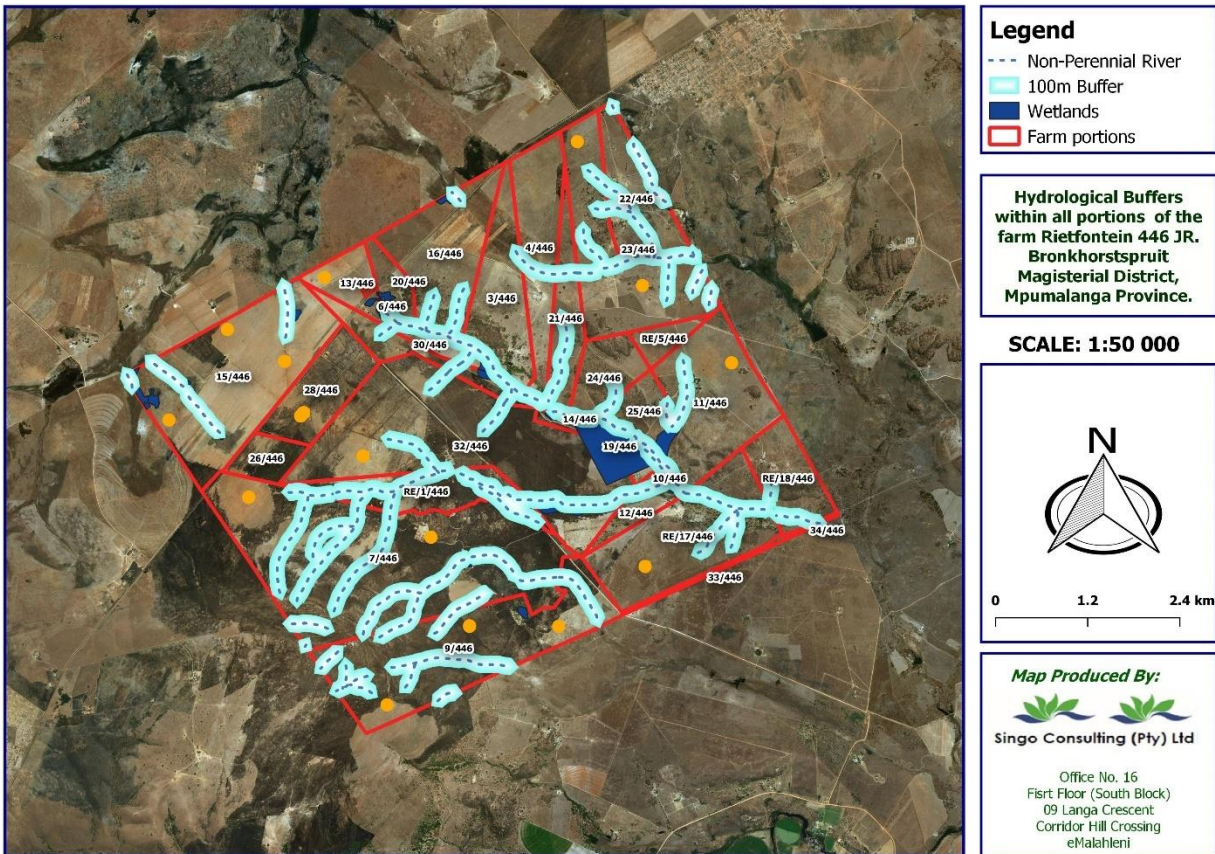 22/446
4/446
16/446
23/446
13/446
20/446
3/446
6/446
21/446
30/446
RE/5/446
15/446
24/446
28/446
11/446
25/446
14/446
32/446
19/446
26/446
10/446
RE/18/446
RE/1/446
12/446
34/446
RE/17/446
7/446
33/446
9/446
Legend
Non-Perennial River
100m Buffer
Wetlands
Farm portions
Hydrological Buffers
within all portions of the
farm Rietfontein 446 JR.
Bronkhorstspruit
Magisterial District,
Mpumalanga Province.
SCALE: 1:50 000
N
0 1.2 2.4 km
Map Produced By:
Singo Consulting (Pty) Ltd
Office No. 16
Fisrt Floor (South Block)
09 Langa Crescent
Corridor Hill Crossing
eMalahleni